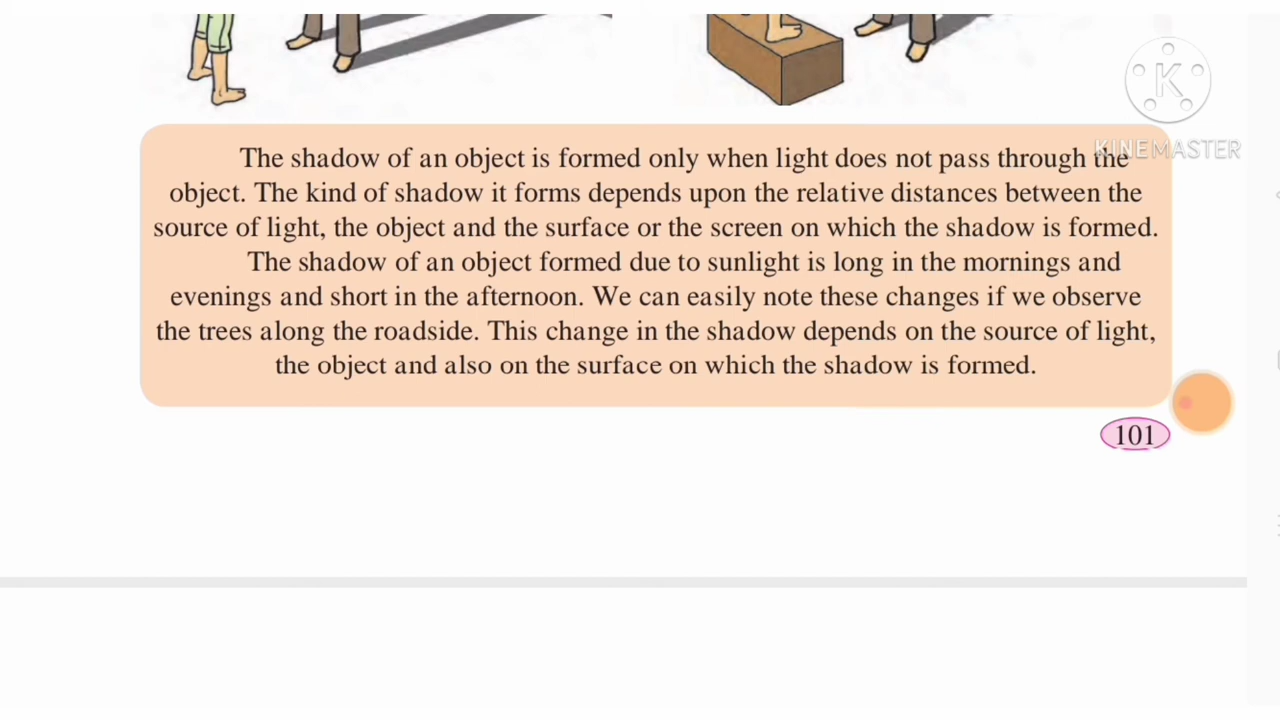 K
KINEMASTER
The shadow of an object is formed only when light does not pass through the
object. The kind of shadow it forms depends upon the relative distances between the
source of light, the object and the surface or the screen on which the shadow is formed.
The shadow of an object formed due to sunlight is long in the mornings and
evenings and short in the afternoon. We can easily note these changes if we observe
the trees along the roadside. This change in the shadow depends on the source of light,
the object and also on the surface on which the shadow is formed.
101